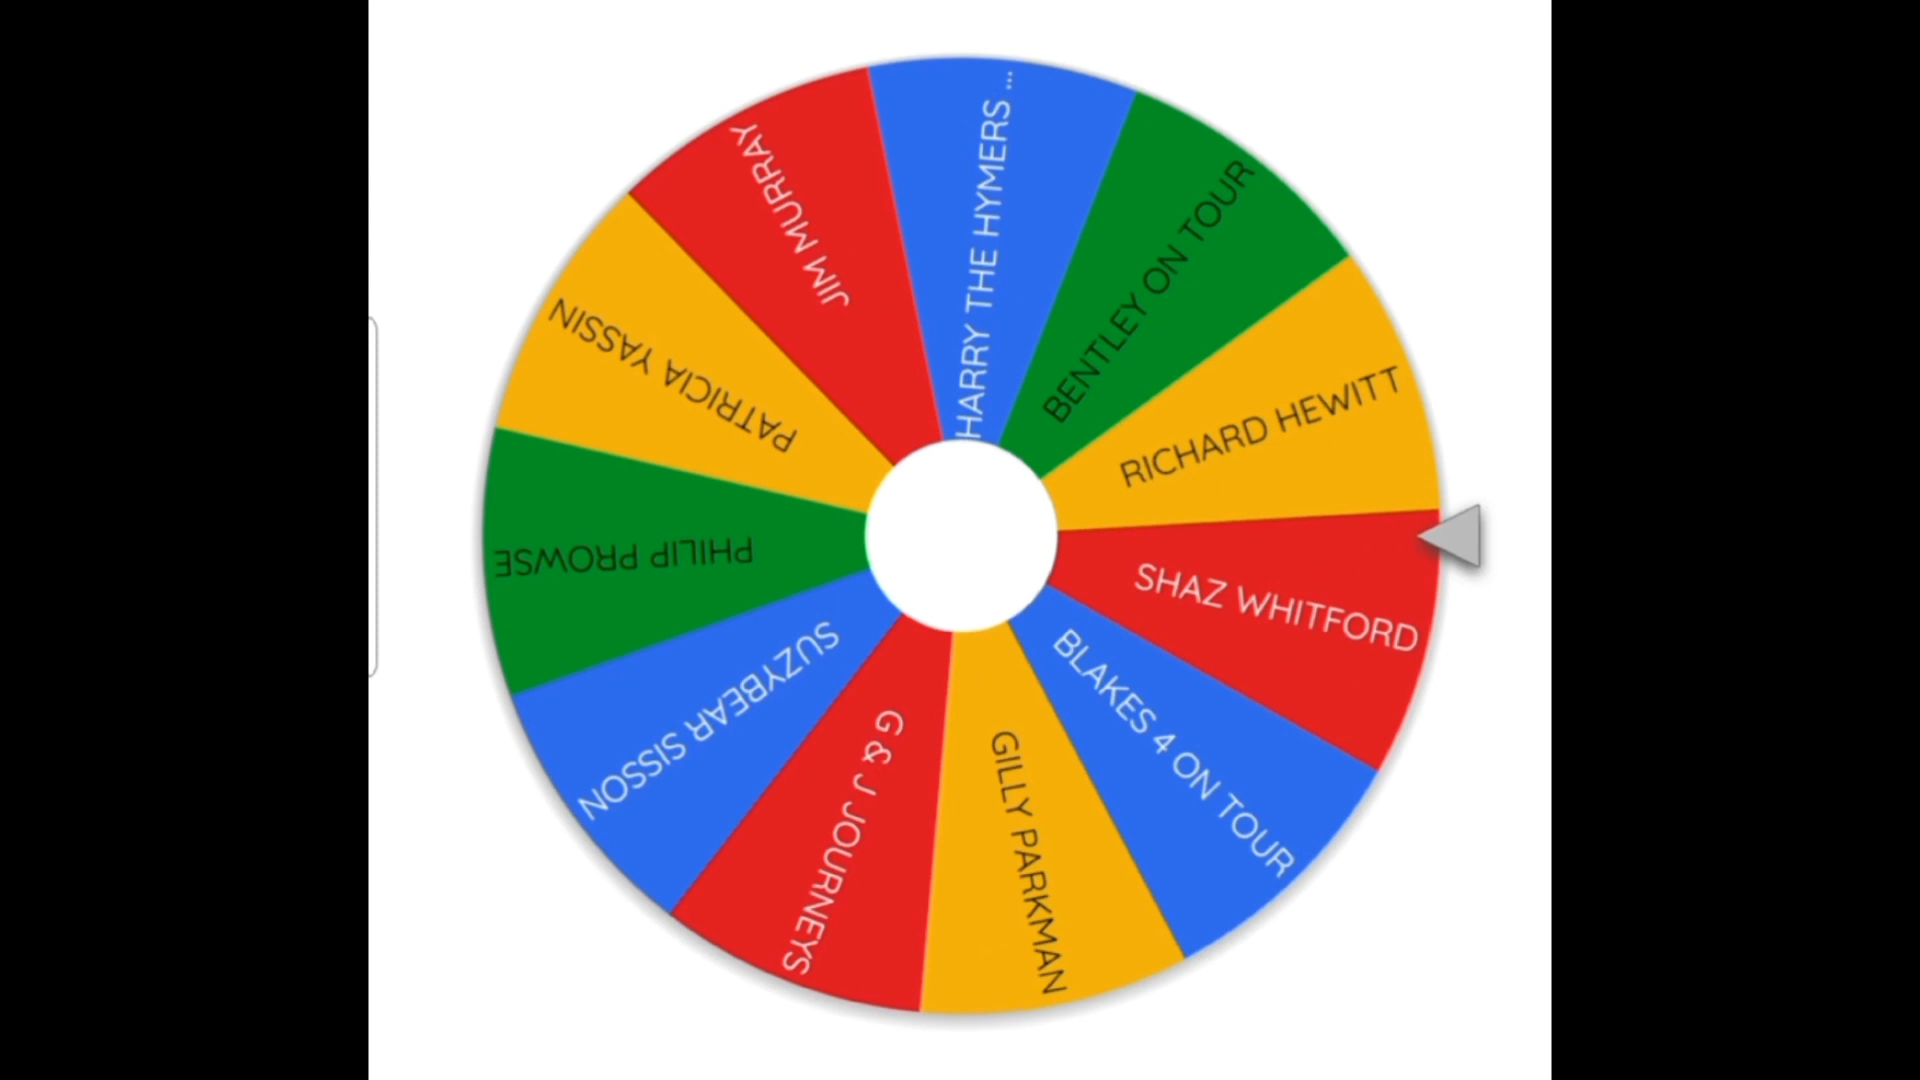 HARRY THE HYMERS ...
BENTLEY ON TOUR
RICHARD HEWITT
SHAZ WHITFORD
BLAKES 4 ON TOUR
GILLY PARKMAN
G & J JOURNEYS
SUZYBEAR SISSON
PHILIP PROWSE
PATRICIA YASSIN
JIM MURRAY